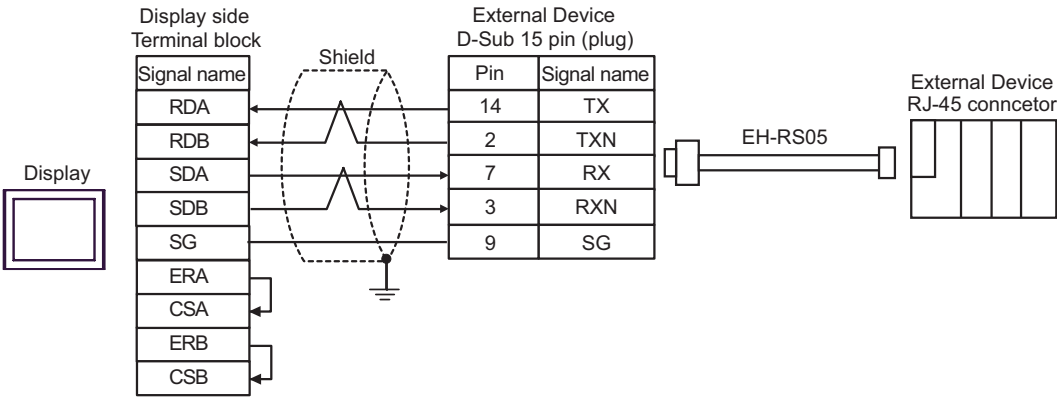 Display side
Terminal block
Signal name
RDA
RDB
SDA
SDB
SG
ERA
CSA
ERB
CSB
Display
Shield
External Device
D-Sub 15 pin (plug)
Pin Signal name
14 TX
2 TXN
7 RX
3 RXN
9 SG
EH-RS05
External Device
RJ-45 conncetor